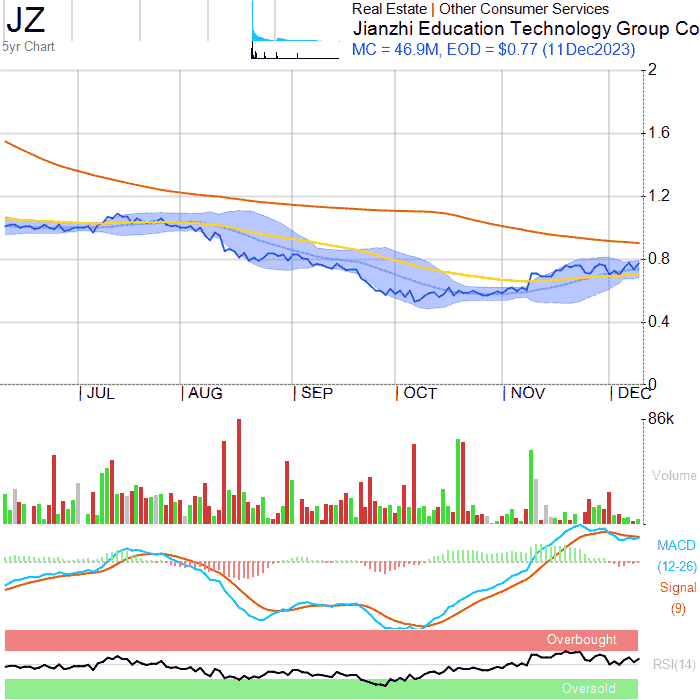 JZ
5yr Chart
Real Estate | Other Consumer Services
Jianzhi Education Technology Group Co
MC = 46.9M, EOD = $0.77 (11Dec2023)
2
1.6
1.2
0.8
0.4
0
JUL
AUG
SEP
OCT
NOV
DEC
86k
Volume
MACD
(12-26)
Signal
(9)
Overbought
RSI(14)
Oversold